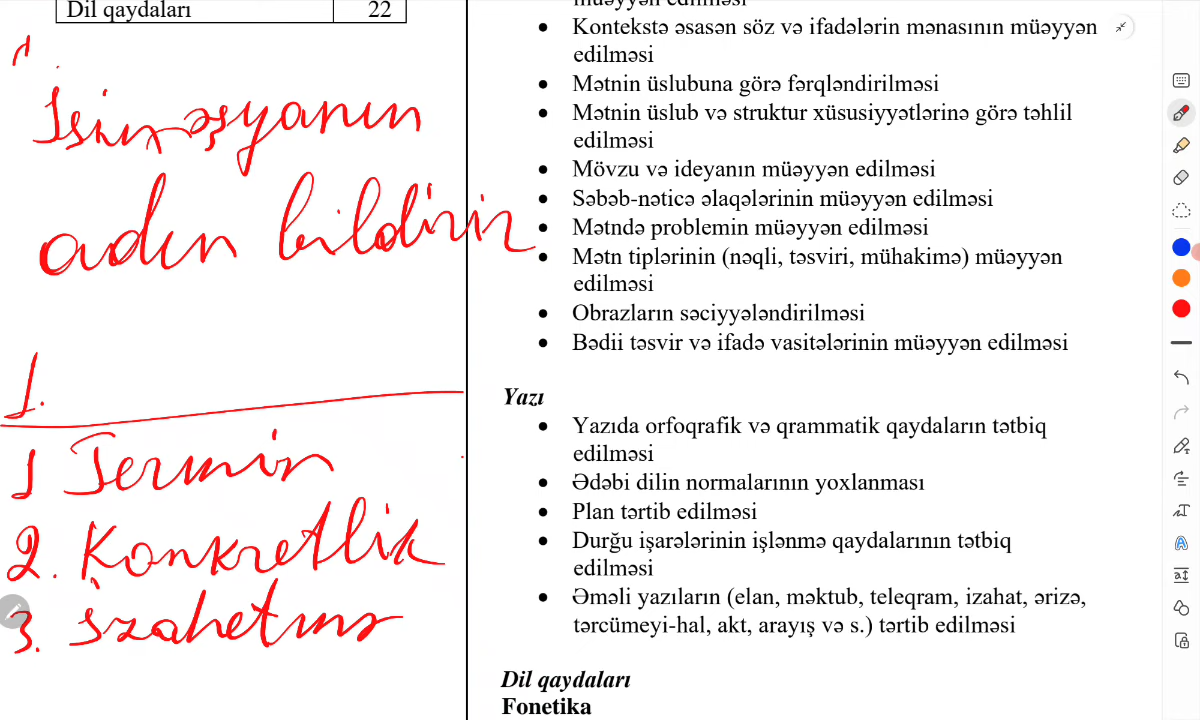 Dil qaydaları 22
İsim əşyanın
adın bildirir
1.
1 Termin
2. Konkretlik
3. İzahetmə
müəyyən edilməsi
• Kontekstə əsasən söz və ifadələrin mənasının müəyyən
edilməsi
• Mətnin üslubuna görə fərqləndirilməsi
• Mətnin üslub və struktur xüsusiyyətlərinə görə təhlil
edilməsi
• Mövzu və ideyanın müəyyən edilməsi
• Səbəb-nəticə əlaqələrinin müəyyən edilməsi
• Mətndə problemin müəyyən edilməsi
• Mətn tiplərinin (nəqli, təsviri, mühakimə) müəyyən
edilməsi
• Obrazların səciyyələndirilməsi
• Bədii təsvir və ifadə vasitələrinin müəyyən edilməsi
Yazı
• Yazıda orfoqrafik və qrammatik qaydaların tətbiq
edilməsi
• Ədəbi dilin normalarının yoxlanması
• Plan tərtib edilməsi
• Durğu işarələrinin işlənmə qaydalarının tətbiq
edilməsi
• Əməli yazıların (elan, məktub, teleqram, izahat, ərizə,
tərcümeyi-hal, akt, arayış və s.) tərtib edilməsi
Dil qaydaları
Fonetika